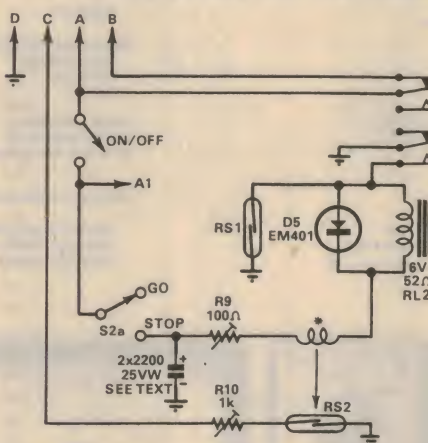 D C A B
ON/OFF
A1
RS1
D5
EM401
6V
52Ω
RL2
GO
S2a
STOP
R9
100Ω
*
2x2200
25VW
SEE TEXT
+
-
R10
1k
RS2